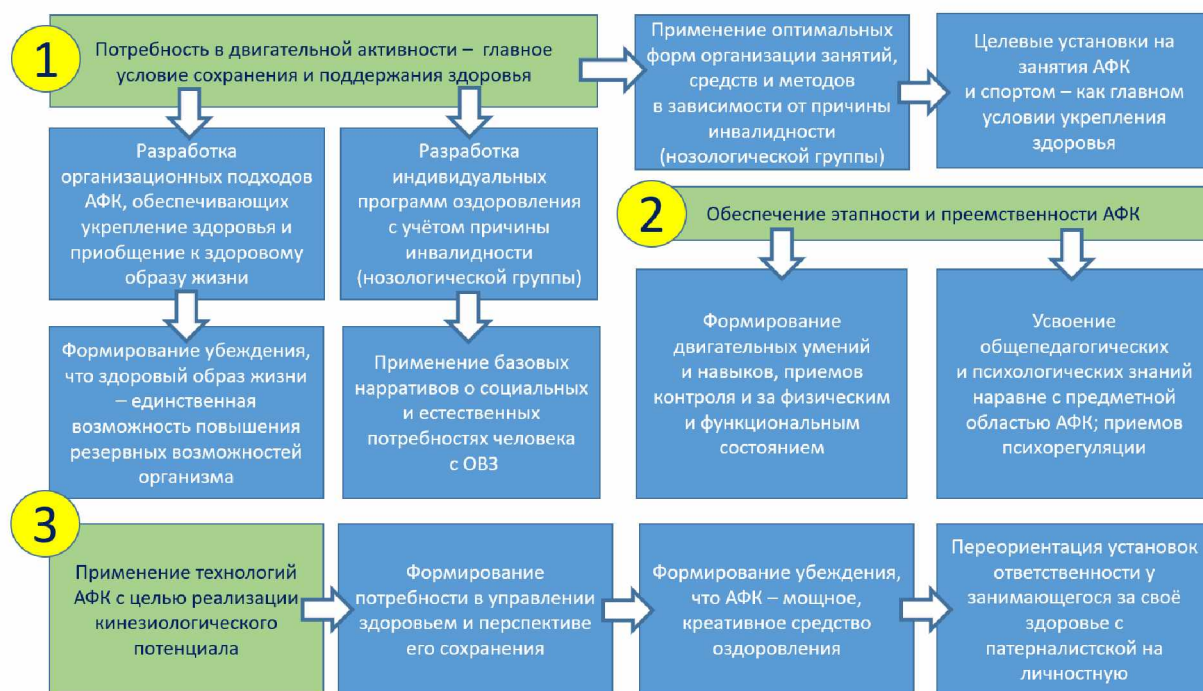 1
Потребность в двигательной активности – главное
условие сохранения и поддержания здоровья
Применение оптимальных
форм организации занятий,
средств и методов
в зависимости от причины
инвалидности
(нозологической группы)
Целевые установки на
занятия АФК
и спортом – как главном
условии укрепления
здоровья
Разработка
организационных подходов
АФК, обеспечивающих
укрепление здоровья и
приобщение к здоровому
образу жизни
Разработка
индивидуальных
программ оздоровления
с учётом причины
инвалидности
(нозологической группы)
Формирование убеждения,
что здоровый образ жизни
– единственная
возможность повышения
резервных возможностей
организма
Применение базовых
нарративов о социальных
и естественных
потребностях человека
с ОВЗ
2
Обеспечение этапности и преемственности АФК
Формирование
двигательных умений
и навыков, приемов
контроля и за физическим
и функциональным
состоянием
Усвоение
общепедагогических
и психологических знаний
наравне с предметной
областью АФК; приемов
психорегуляции
3
Применение технологий
АФК с целью реализации
кинезиологического
потенциала
Формирование
потребности в управлении
здоровьем и перспективе
его сохранения
Формирование убеждения,
что АФК – мощное,
креативное средство
оздоровления
Переориентация установок
ответственности у
занимающегося за своё
здоровье с
патерналистской на
личностную